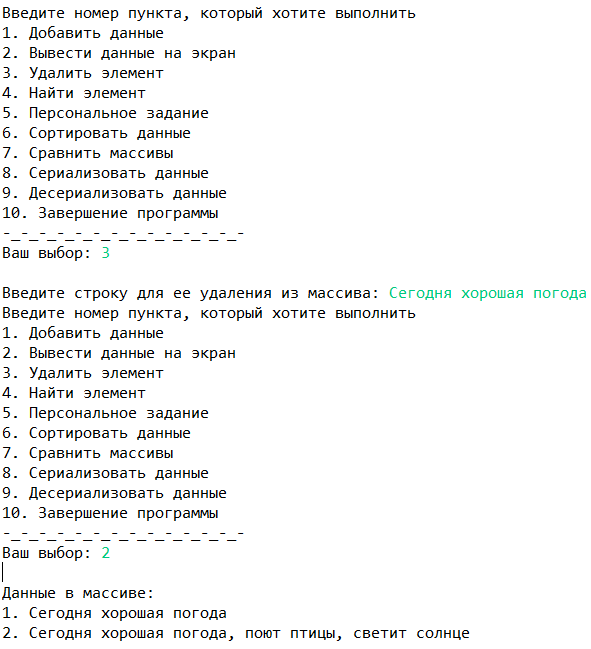 Введите номер пункта, который хотите выполнить
1. Добавить данные
2. Вывести данные на экран
3. Удалить элемент
4. Найти элемент
5. Персональное задание
6. Сортировать данные
7. Сравнить массивы
8. Сериализовать данные
9. Десериализовать данные
10. Завершение программы
-_-_-_-_-_-_-_-_-_-_-_-_-_-
Ваш выбор: 3
Введите строку для ее удаления из массива: Сегодня хорошая погода
Введите номер пункта, который хотите выполнить
1. Добавить данные
2. Вывести данные на экран
3. Удалить элемент
4. Найти элемент
5. Персональное задание
6. Сортировать данные
7. Сравнить массивы
8. Сериализовать данные
9. Десериализовать данные
10. Завершение программы
-_-_-_-_-_-_-_-_-_-_-_-_-_-
Ваш выбор: 2
Данные в массиве:
1. Сегодня хорошая погода
2. Сегодня хорошая погода, поют птицы, светит солнце